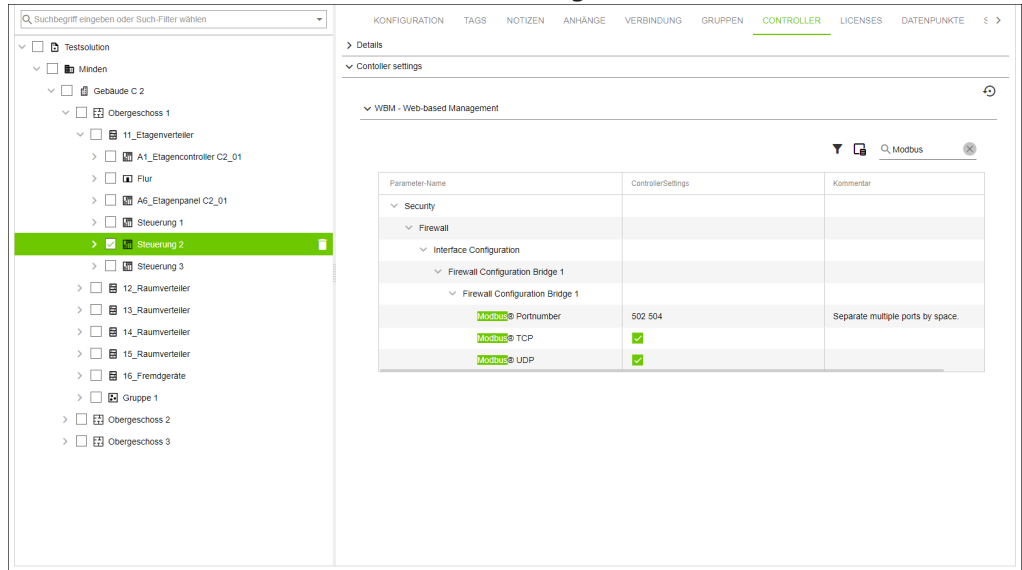 Suchbegriff eingeben oder Such-Filter wählen
Testsolution
Minden
Gebäude C 2
Obergeschoss 1
11_Etagenverteiler
A1_Etagencontroller C2_01
Flur
A6_Etagenpanel C2_01
Steuerung 1
Steuerung 2
Steuerung 3
12_Raumverteiler
13_Raumverteiler
14_Raumverteiler
15_Raumverteiler
16_Fremdgeräte
Gruppe 1
Obergeschoss 2
Obergeschoss 3
KONFIGURATION TAGS NOTIZEN ANHÄNGE VERBINDUNG GRUPPEN CONTROLLER LICENSES DATENPUNKTE
Details
Contoller settings
WBM - Web-based Management
Modbus
Parameter-Name ControllerSettings Kommentar
Security
Firewall
Interface Configuration
Firewall Configuration Bridge 1
Firewall Configuration Bridge 1
Modbus® Portnumber 502 504 Separate multiple ports by space.
Modbus® TCP
Modbus® UDP